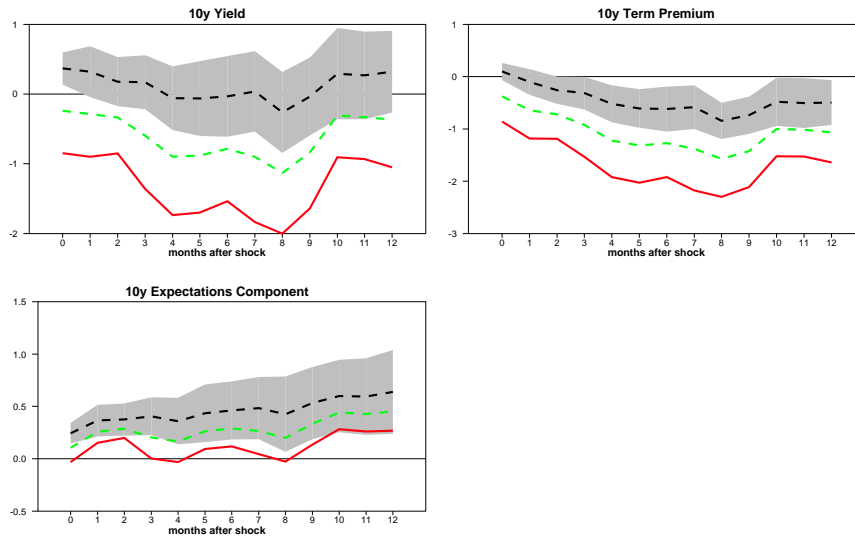 10y Yield
1
0
-1
-2
0 1 2 3 4 5 6 7 8 9 10 11 12
months after shock
10y Term Premium
1
0
-1
-2
-3
0 1 2 3 4 5 6 7 8 9 10 11 12
months after shock
10y Expectations Component
1.5
1.0
0.5
0.0
-0.5
0 1 2 3 4 5 6 7 8 9 10 11 12
months after shock